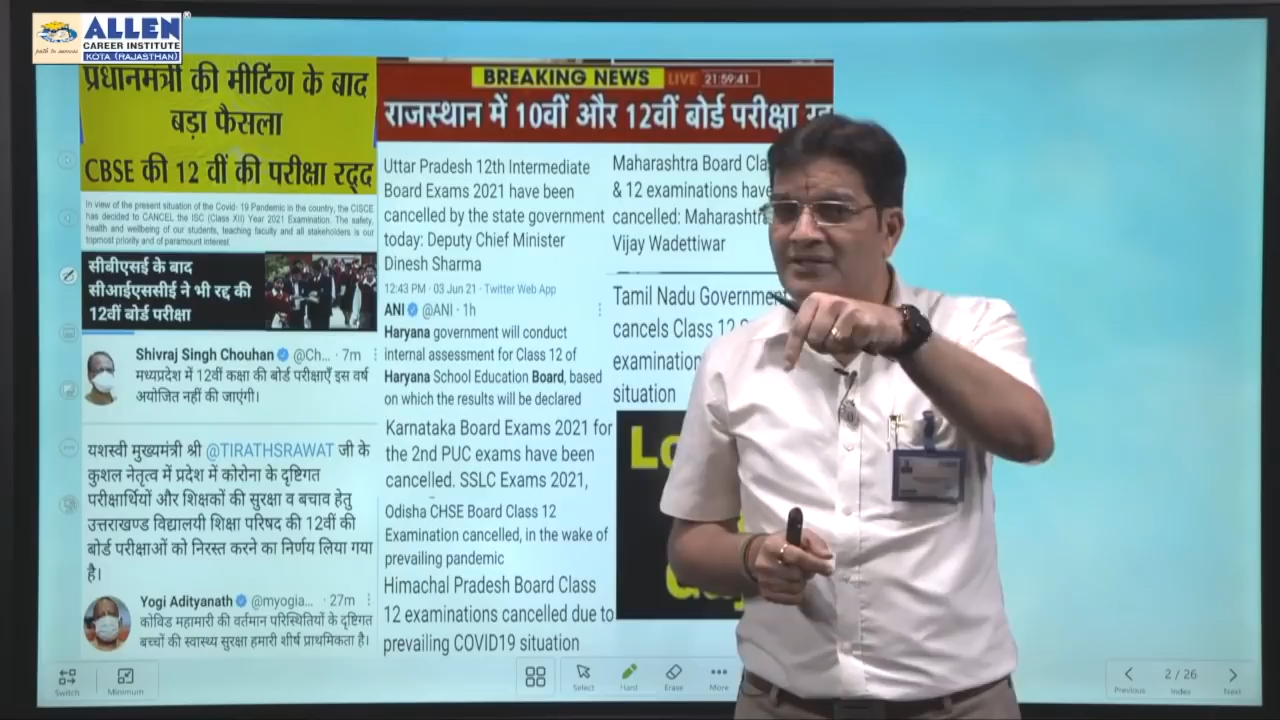 ALLEN
CAREER INSTITUTE
KOTA (RAJASTHAN)
path to success
प्रधानमंत्री की मीटिंग के बाद
बड़ा फैसला
CBSE की 12 वीं की परीक्षा रद्द
In view of the present situation of the Covid- 19 Pandemic in the country, the CISCE
has decided to CANCEL the ISC (Class XII) Year 2021 Examination. The safety,
health and wellbeing of our students, teaching faculty and all stakeholders is our
topmost priority and of paramount interest.
सीबीएसई के बाद
सीआईएससीई ने भी रद्द की
12वीं बोर्ड परीक्षा
Shivraj Singh Chouhan @Ch... · 7m
मध्यप्रदेश में 12वीं कक्षा की बोर्ड परीक्षाएँ इस वर्ष
आयोजित नहीं की जाएंगी।
यशस्वी मुख्यमंत्री श्री @TIRATHSRAWAT जी के
कुशल नेतृत्व में प्रदेश में कोरोना के दृष्टिगत
परीक्षार्थियों और शिक्षकों की सुरक्षा व बचाव हेतु
उत्तराखण्ड विद्यालयी शिक्षा परिषद की 12वीं की
बोर्ड परीक्षाओं को निरस्त करने का निर्णय लिया गया
है।
Yogi Adityanath @myogia... · 27m
कोविड महामारी की वर्तमान परिस्थितियों के दृष्टिगत
बच्चों की स्वास्थ्य सुरक्षा हमारी शीर्ष प्राथमिकता है।
BREAKING NEWS LIVE 21:59:41
राजस्थान में 10वीं और 12वीं बोर्ड परीक्षा
Uttar Pradesh 12th Intermediate
Board Exams 2021 have been
cancelled by the state government
today: Deputy Chief Minister
Dinesh Sharma
12:43 PM · 03 Jun 21 · Twitter Web App
ANI @ANI · 1h
Haryana government will conduct
internal assessment for Class 12 of
Haryana School Education Board, based
on which the results will be declared
Karnataka Board Exams 2021 for
the 2nd PUC exams have been
cancelled. SSLC Exams 2021,
Odisha CHSE Board Class 12
Examination cancelled, in the wake of
prevailing pandemic
Himachal Pradesh Board Class
12 examinations cancelled due to
prevailing COVID19 situation
Maharashtra Board
& 12 examinations have
cancelled:
Vijay Wadettiwar
Tamil Nadu Government
cancels Class 12
situation
Switch
Minimum
Select
Hard
Erase
More
Previous
2 / 26
Index
Next